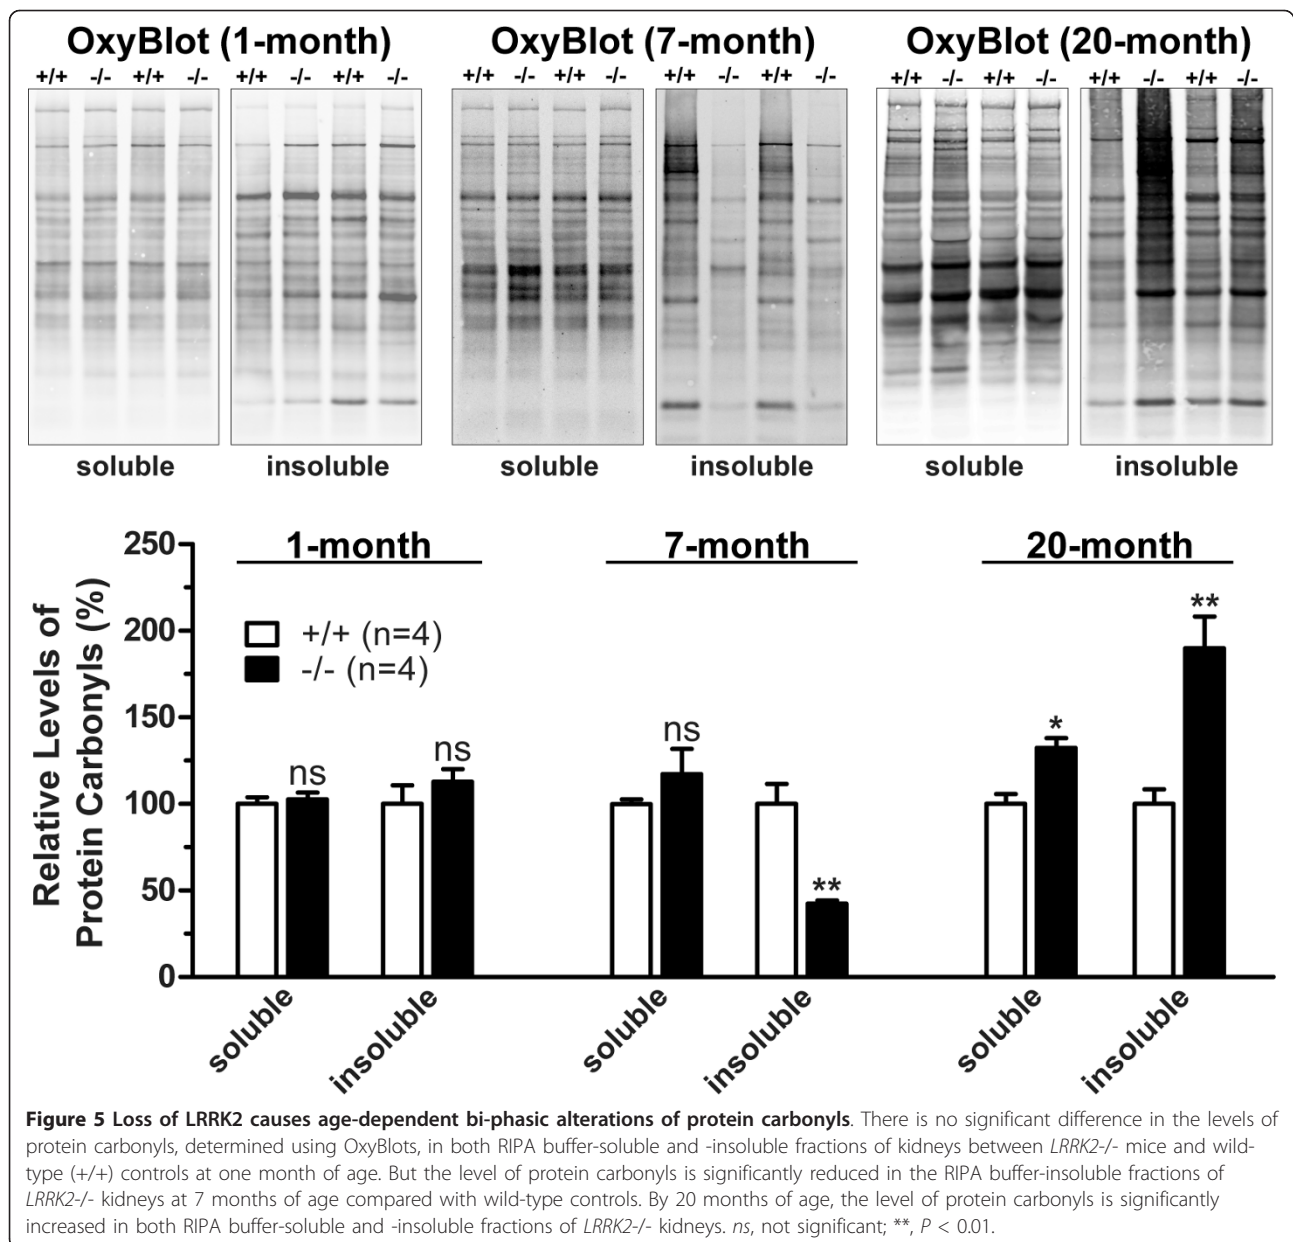 OxyBlot (1-month)
OxyBlot (7-month)
OxyBlot (20-month)
+/+ -/- +/+ -/- +/+ -/- +/+ -/-
+/+ -/- +/+ -/- +/+ -/- +/+ -/-
+/+ -/- +/+ -/- +/+ -/- +/+ -/-
soluble
insoluble
soluble
insoluble
soluble
insoluble
Relative Levels of
Protein Carbonyls (%)
250
200
150
100
50
0
1-month
7-month
20-month
+/+ (n=4)
-/- (n=4)
ns
ns
ns
**
*
**
soluble
insoluble
soluble
insoluble
soluble
insoluble
Figure 5 Loss of LRRK2 causes age-dependent bi-phasic alterations of protein carbonyls. There is no significant difference in the levels of
protein carbonyls, determined using OxyBlots, in both RIPA buffer-soluble and -insoluble fractions of kidneys between LRRK2-/- mice and wild-
type (+/+) controls at one month of age. But the level of protein carbonyls is significantly reduced in the RIPA buffer-insoluble fractions of
LRRK2-/- kidneys at 7 months of age compared with wild-type controls. By 20 months of age, the level of protein carbonyls is significantly
increased in both RIPA buffer-soluble and -insoluble fractions of LRRK2-/- kidneys. ns, not significant; **, P < 0.01.